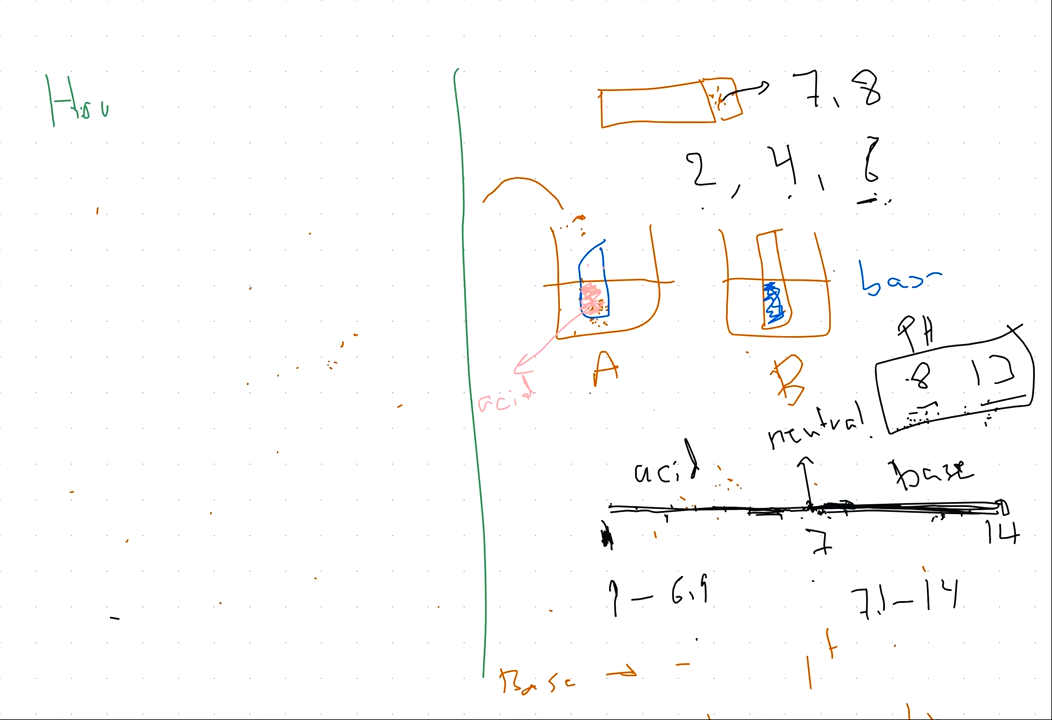 7, 8
2, 4, 6
base
PH
8 13
acid
A
B
neutral
acid
base
7
14
1 – 6.9
7.1 – 14
Base → -